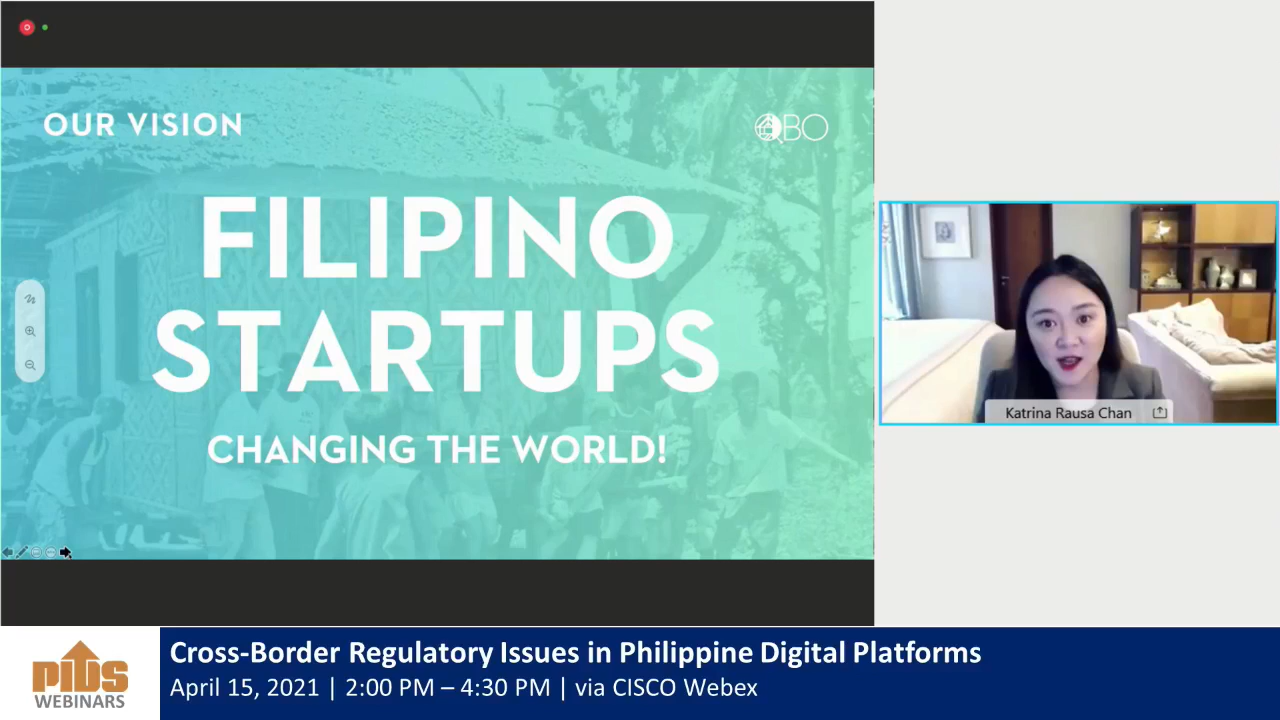 OUR VISION
QBO
FILIPINO
STARTUPS
CHANGING THE WORLD!
Katrina Rausa Chan
PIDS
WEBINARS
Cross-Border Regulatory Issues in Philippine Digital Platforms
April 15, 2021 | 2:00 PM – 4:30 PM | via CISCO Webex